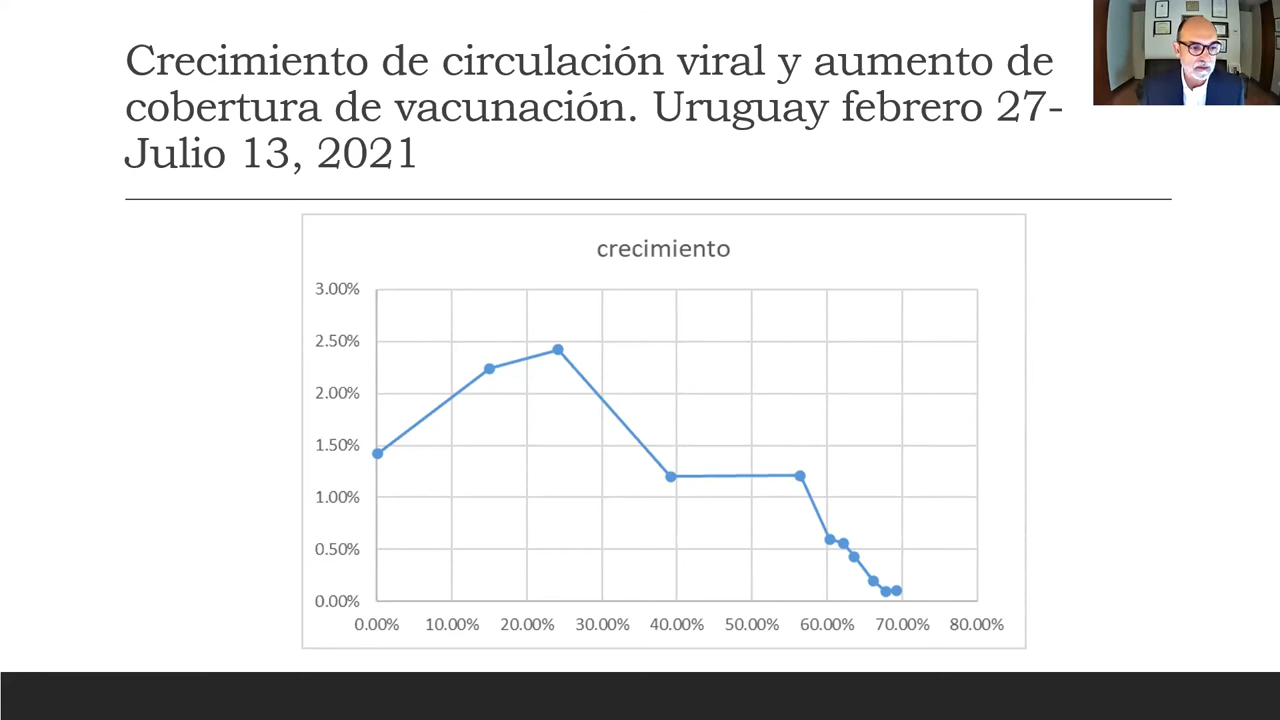 Crecimiento de circulación viral y aumento de
cobertura de vacunación. Uruguay febrero 27-
Julio 13, 2021
crecimiento
3.00%
2.50%
2.00%
1.50%
1.00%
0.50%
0.00%
0.00% 10.00% 20.00% 30.00% 40.00% 50.00% 60.00% 70.00% 80.00%